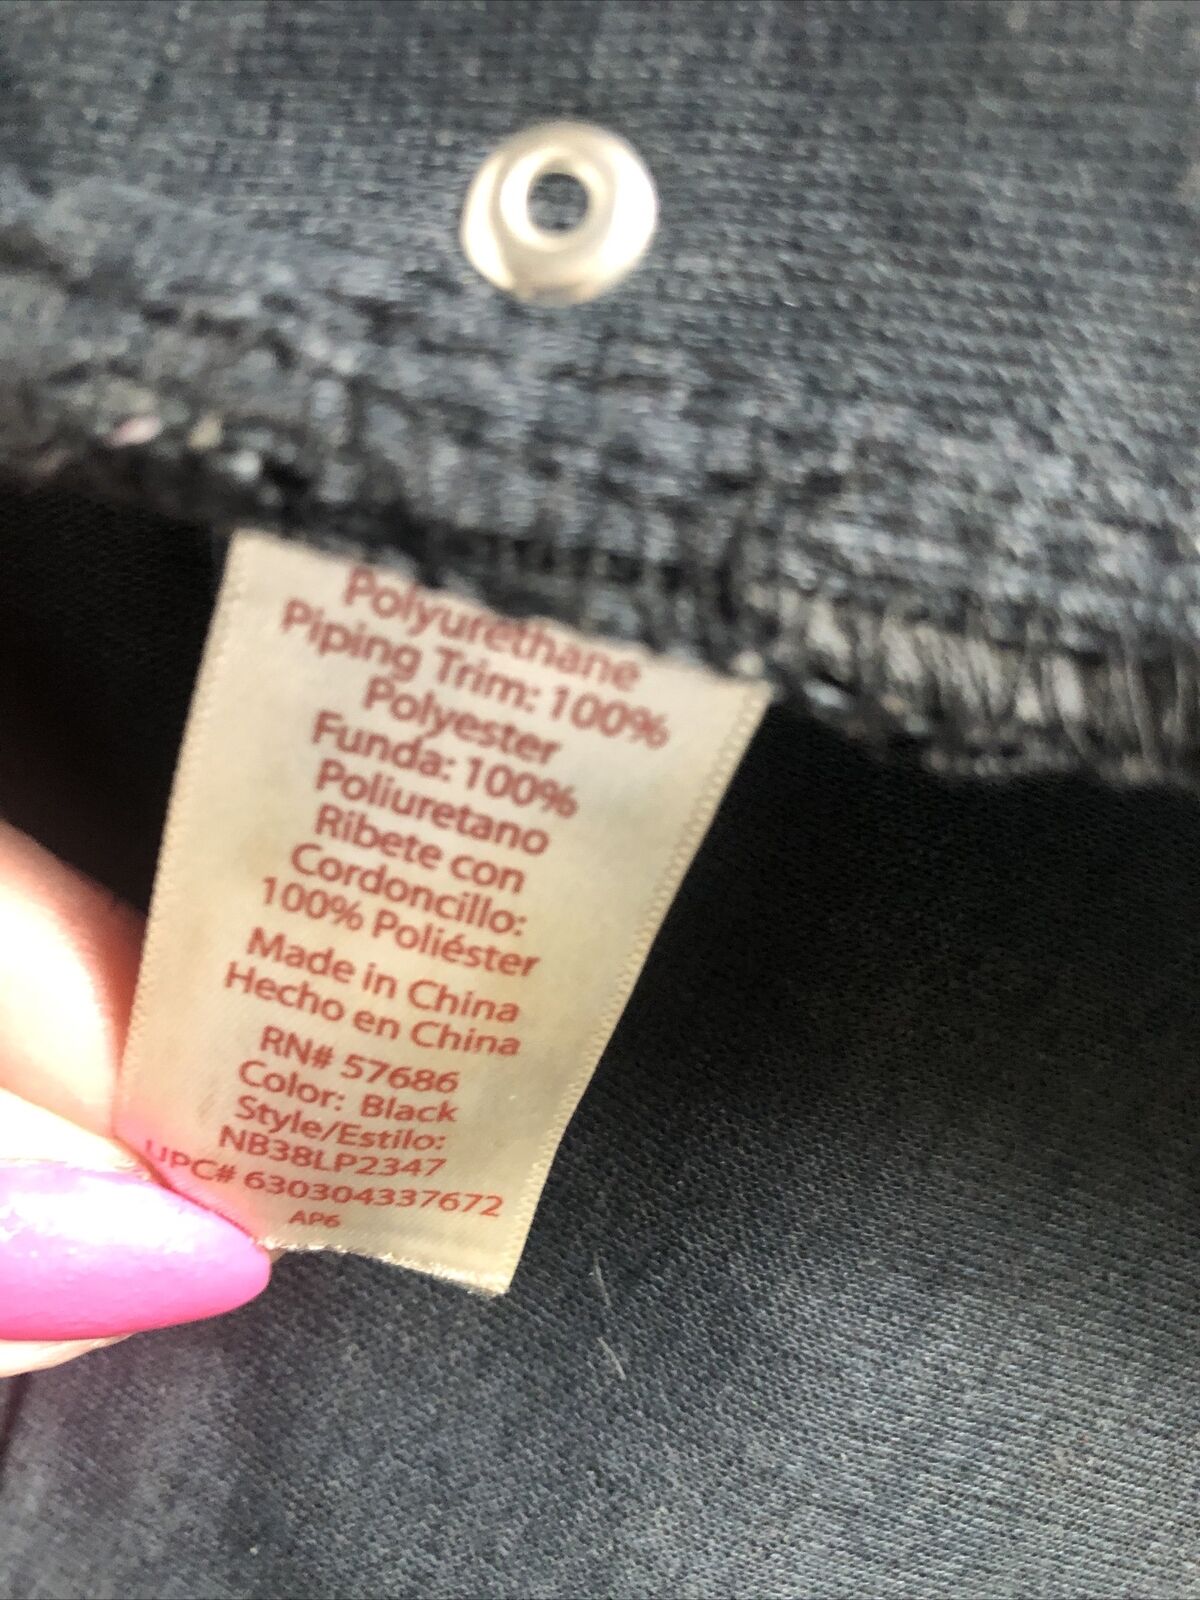 Polyurethane
Piping Trim: 100%
Polyester
Funda: 100%
Poliuretano
Ribete con
Cordoncillo:
100% Poliéster
Made in China
Hecho en China
RN# 57686
Color: Black
Style/Estilo:
NB38LP2347
UPC# 630304337672
AP6